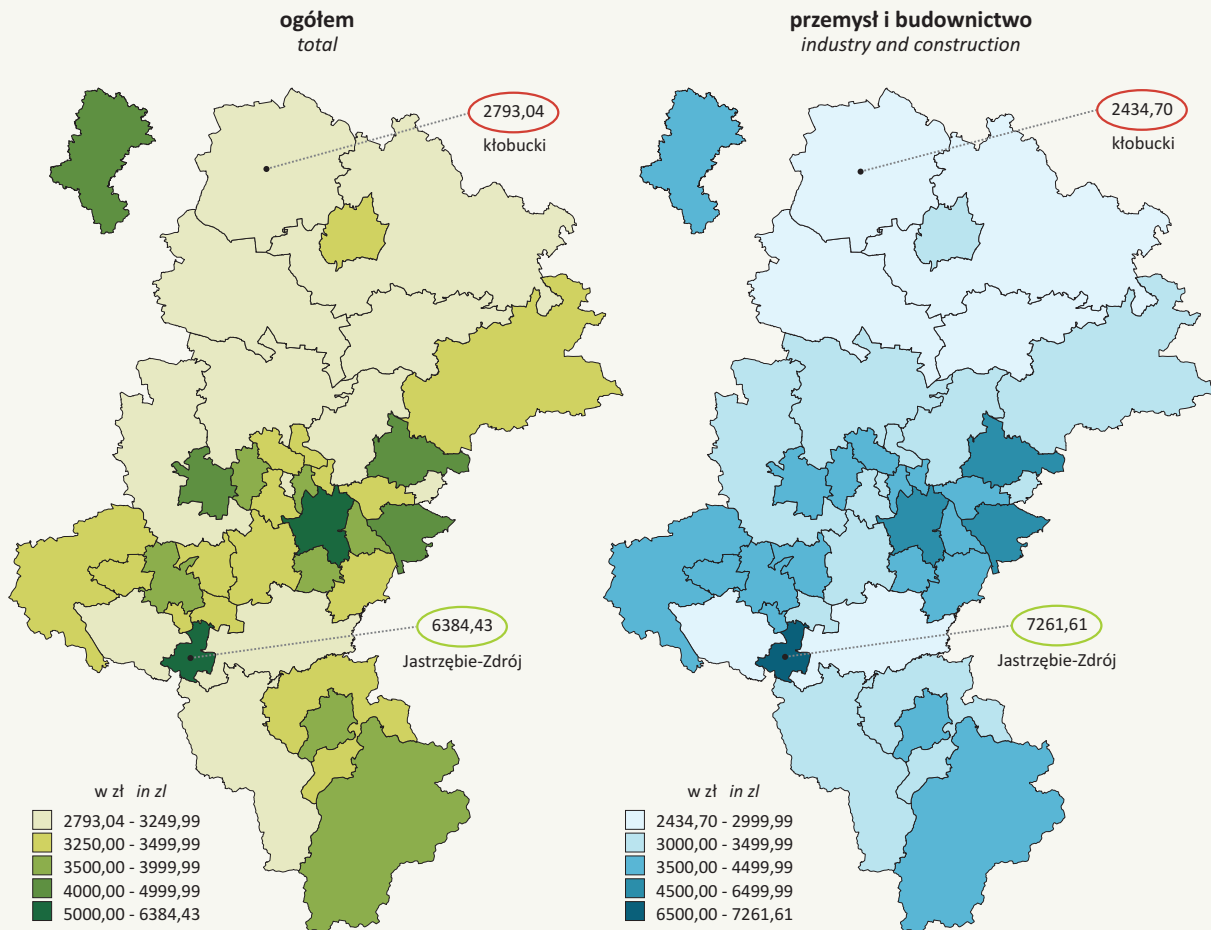 ogółem
total
2793,04
kłobucki
6384,43
Jastrzębie-Zdrój
w zł in zl
2793,04 - 3249,99
3250,00 - 3499,99
3500,00 - 3999,99
4000,00 - 4999,99
5000,00 - 6384,43
przemysł i budownictwo
industry and construction
2434,70
kłobucki
7261,61
Jastrzębie-Zdrój
w zł in zl
2434,70 - 2999,99
3000,00 - 3499,99
3500,00 - 4499,99
4500,00 - 6499,99
6500,00 - 7261,61